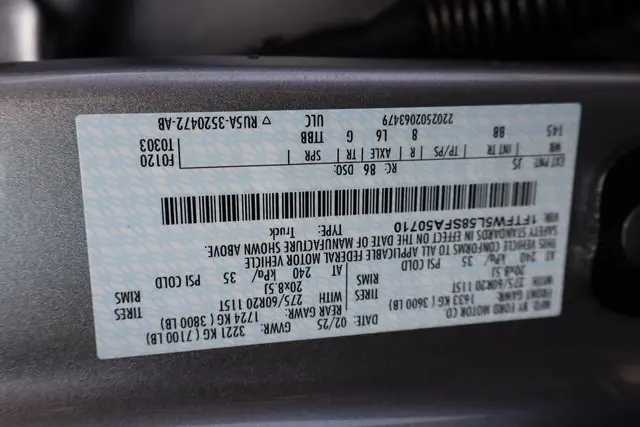 MFD. BY FORD MOTOR CO.
DATE: 02/25 GVWR: 3221 KG (7100 LB)
FRONT GAWR: REAR GAWR:
1633 KG (3600 LB) 1724 KG (3800 LB)
WITH
275/60R20 115T TIRES 275/60R20 115T TIRES
20x8.5J RIMS 20x8.5J RIMS
AT 240 kPa/ 35 PSI COLD AT 240 kPa/ 35 PSI COLD
THIS VEHICLE CONFORMS TO ALL APPLICABLE FEDERAL MOTOR VEHICLE
SAFETY STANDARDS IN EFFECT ON THE DATE OF MANUFACTURE SHOWN ABOVE.
VIN: 1FTFW5L58SFA50710 TYPE: Truck
EXT PNT: JS RC: 86 DSO: F0120
WB INT TR TP/PS R AXLE TR SPR T0303
145 BB 8 L6 G TTBB
2202502063479 ULC ▽ RU5A-3520472-AB